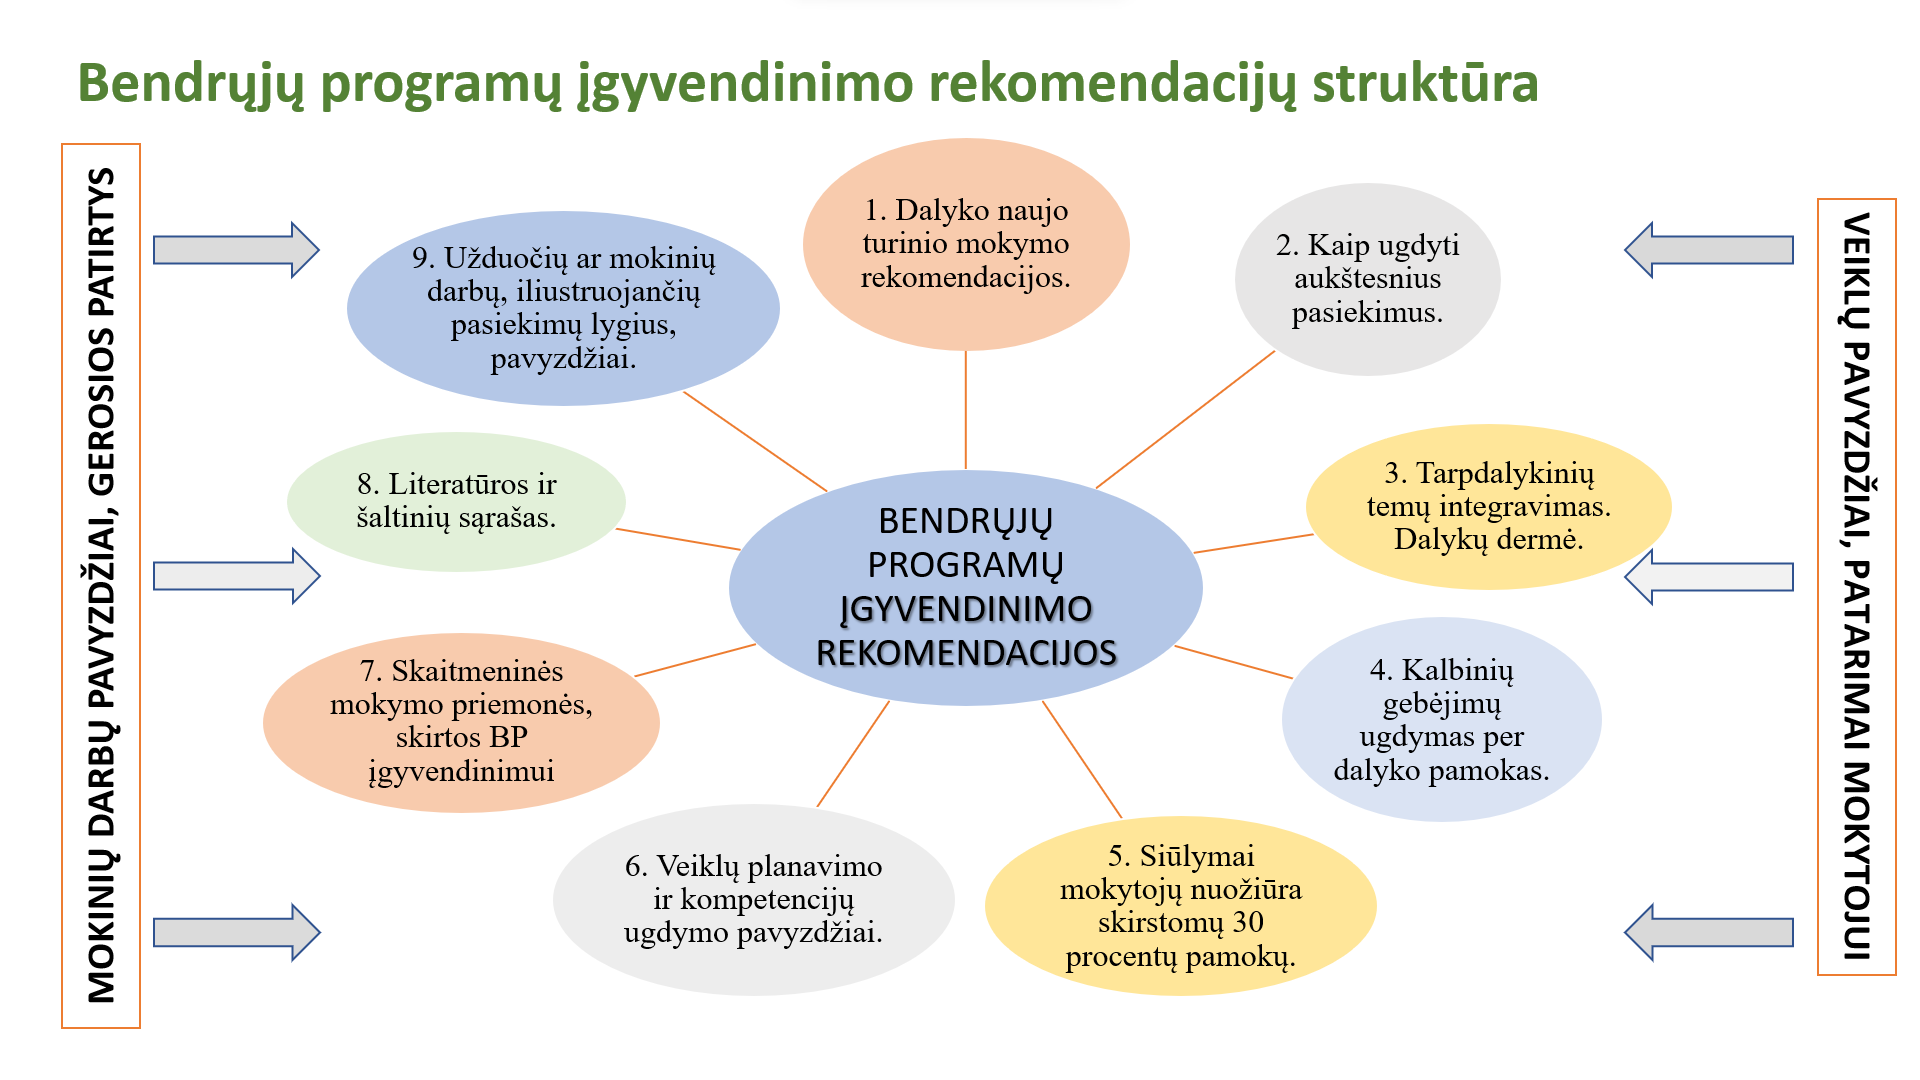 Bendrųjų programų įgyvendinimo rekomendacijų struktūra
MOKINIŲ DARBŲ PAVYZDŽIAI, GEROSIOS PATIRTYS
1. Dalyko naujo
turinio mokymo
rekomendacijos.
2. Kaip ugdyti
aukštesnius
pasiekimus.
3. Tarpdalykinių
temų integravimas.
Dalykų dermė.
4. Kalbinių
gebėjimų
ugdymas per
dalyko pamokas.
5. Siūlymai
mokytojų nuožiūra
skirstomų 30
procentų pamokų.
6. Veiklų planavimo
ir kompetencijų
ugdymo pavyzdžiai.
7. Skaitmeninės
mokymo priemonės,
skirtos BP
įgyvendinimui
8. Literatūros ir
šaltinių sąrašas.
9. Užduočių ar mokinių
darbų, iliustruojančių
pasiekimų lygius,
pavyzdžiai.
BENDRŲJŲ
PROGRAMŲ
ĮGYVENDINIMO
REKOMENDACIJOS
VEIKLŲ PAVYZDŽIAI, PATARIMAI MOKYTOJUI